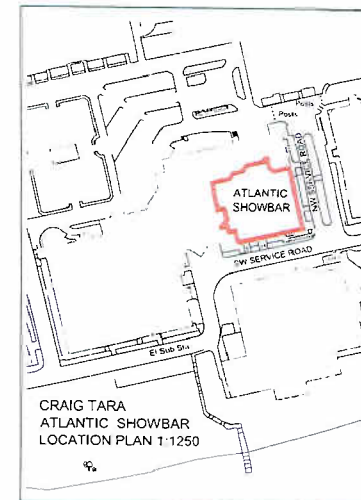 Posts
Posts
NW SERVICE ROAD
ATLANTIC
SHOWBAR
SW SERVICE ROAD
El Sub Sta
CRAIG TARA
ATLANTIC SHOWBAR
LOCATION PLAN 1:1250